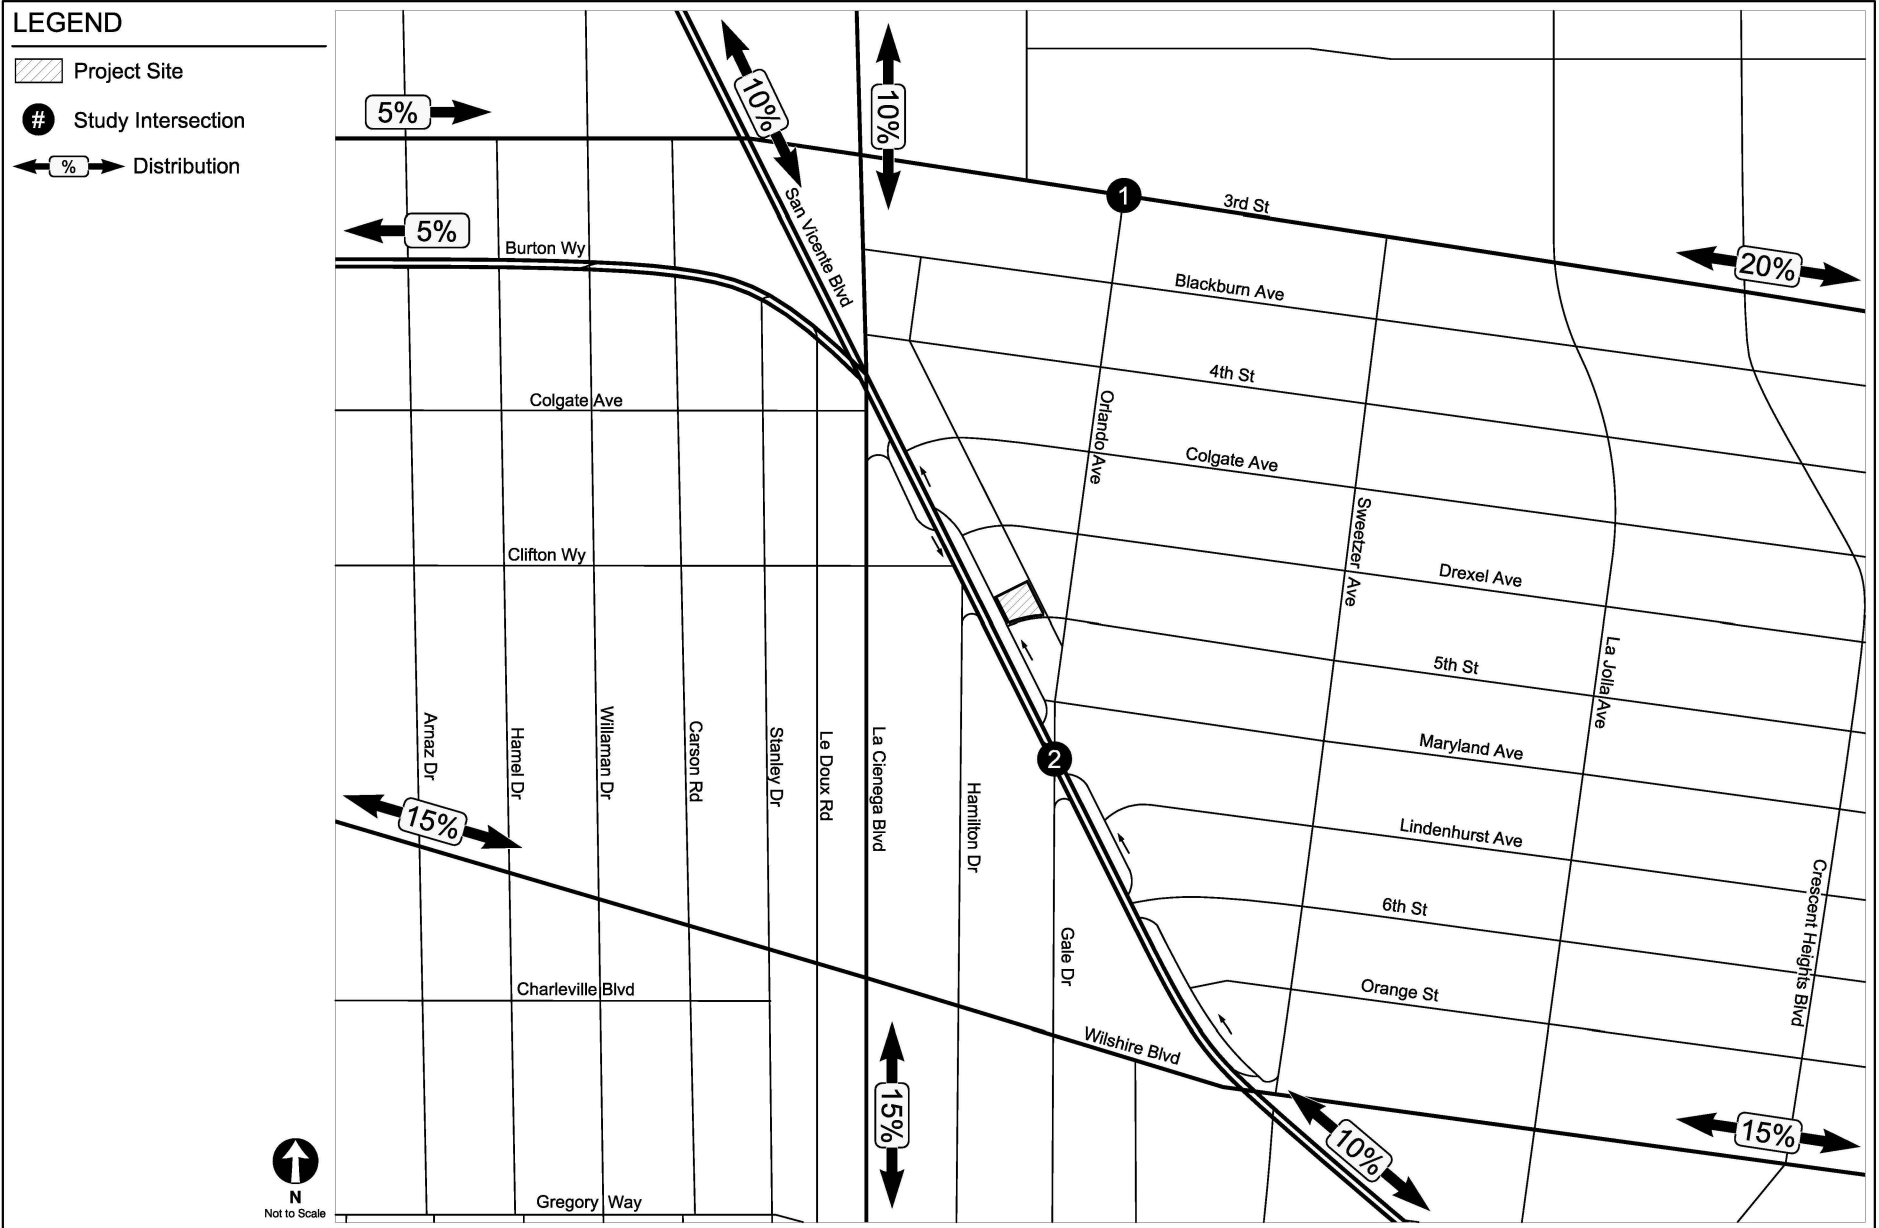 LEGEND
Project Site
# Study Intersection
% Distribution
5%
10%
10%
San Vicente Blvd
1
3rd St
5%
Burton Wy
20%
Blackburn Ave
4th St
Colgate Ave
Orlando Ave
Colgate Ave
Sweetzer Ave
Clifton Wy
Drexel Ave
5th St
La Jolla Ave
Arnaz Dr
Hamel Dr
Willaman Dr
Carson Rd
Stanley Dr
Le Doux Rd
La Cienega Blvd
Hamilton Dr
2
Maryland Ave
15%
Lindenhurst Ave
Crescent Heights Blvd
6th St
Gale Dr
Charleville Blvd
Orange St
Wilshire Blvd
15%
10%
15%
N
Not to Scale
Gregory Way